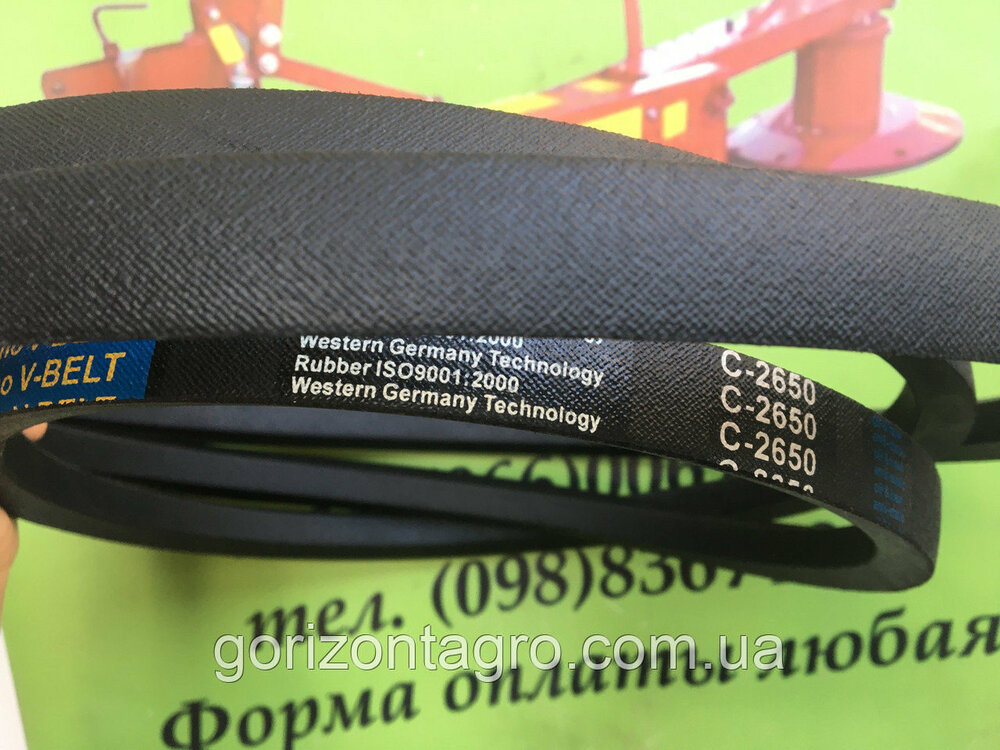 V-BELT
Western Germany Technology
Rubber ISO9001:2000
Western Germany Technology
C-2650
C-2650
C-2650
тел. (098)8367
gorizontagro.com.ua
Форма оплаты любая